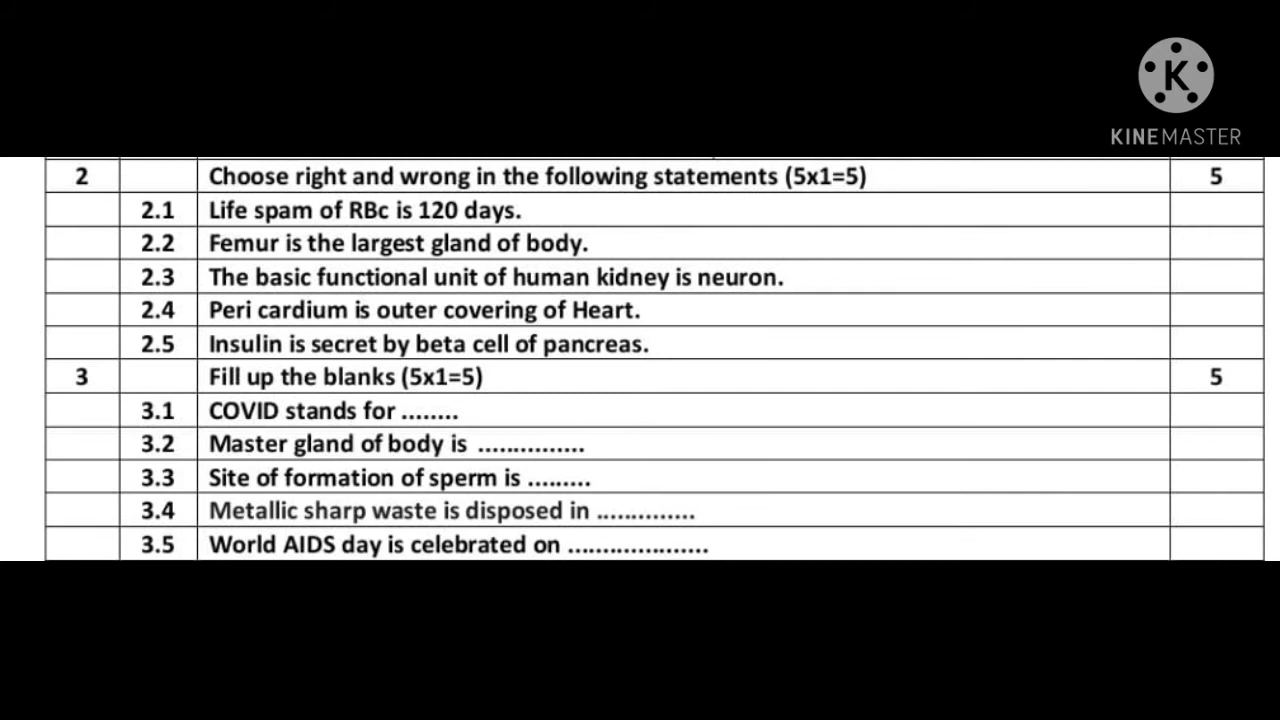 K
KINEMASTER
2 Choose right and wrong in the following statements (5x1=5) 5
2.1 Life spam of RBc is 120 days.
2.2 Femur is the largest gland of body.
2.3 The basic functional unit of human kidney is neuron.
2.4 Peri cardium is outer covering of Heart.
2.5 Insulin is secret by beta cell of pancreas.
3 Fill up the blanks (5x1=5) 5
3.1 COVID stands for ........
3.2 Master gland of body is ...............
3.3 Site of formation of sperm is .........
3.4 Metallic sharp waste is disposed in ..............
3.5 World AIDS day is celebrated on ....................